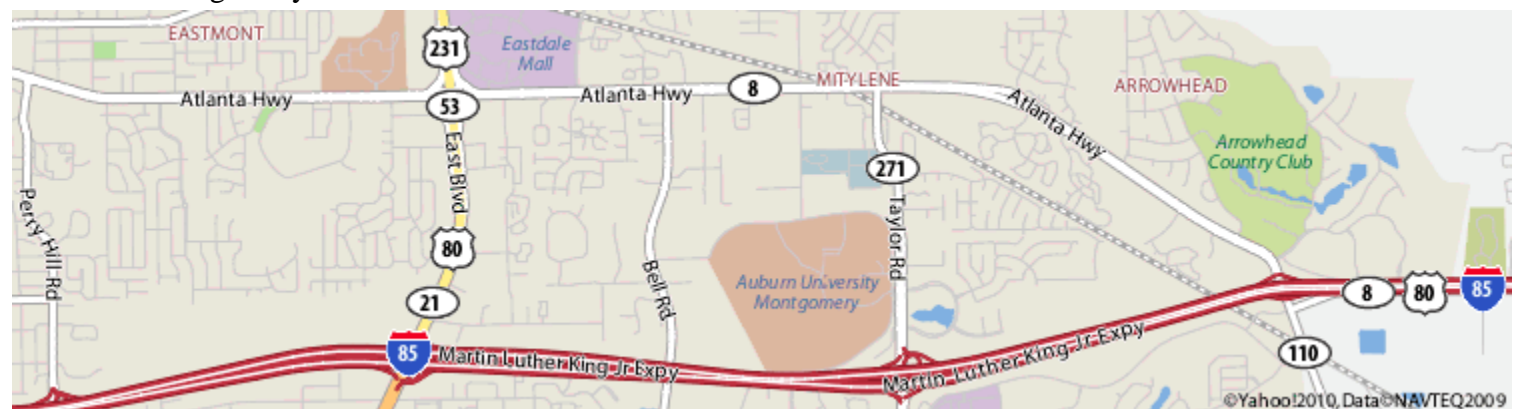 EASTMONT
231
Eastdale
Mall
MITYLENE
ARROWHEAD
Atlanta Hwy
53
Atlanta Hwy
8
Atlanta Hwy
Arrowhead
Country Club
East Blvd
271
Perry Hill Rd
Taylor Rd
80
Bell Rd
Auburn University
Montgomery
21
8
80
85
85
Martin Luther King Jr Expy
Martin Luther King Jr Expy
110
©Yahoo!2010, Data©NAVTEQ2009